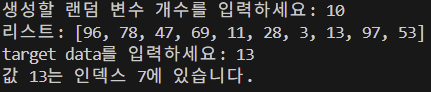 생성할 랜덤 변수 개수를 입력하세요: 10
리스트: [96, 78, 47, 69, 11, 28, 3, 13, 97, 53]
target data를 입력하세요: 13
값 13는 인덱스 7에 있습니다.